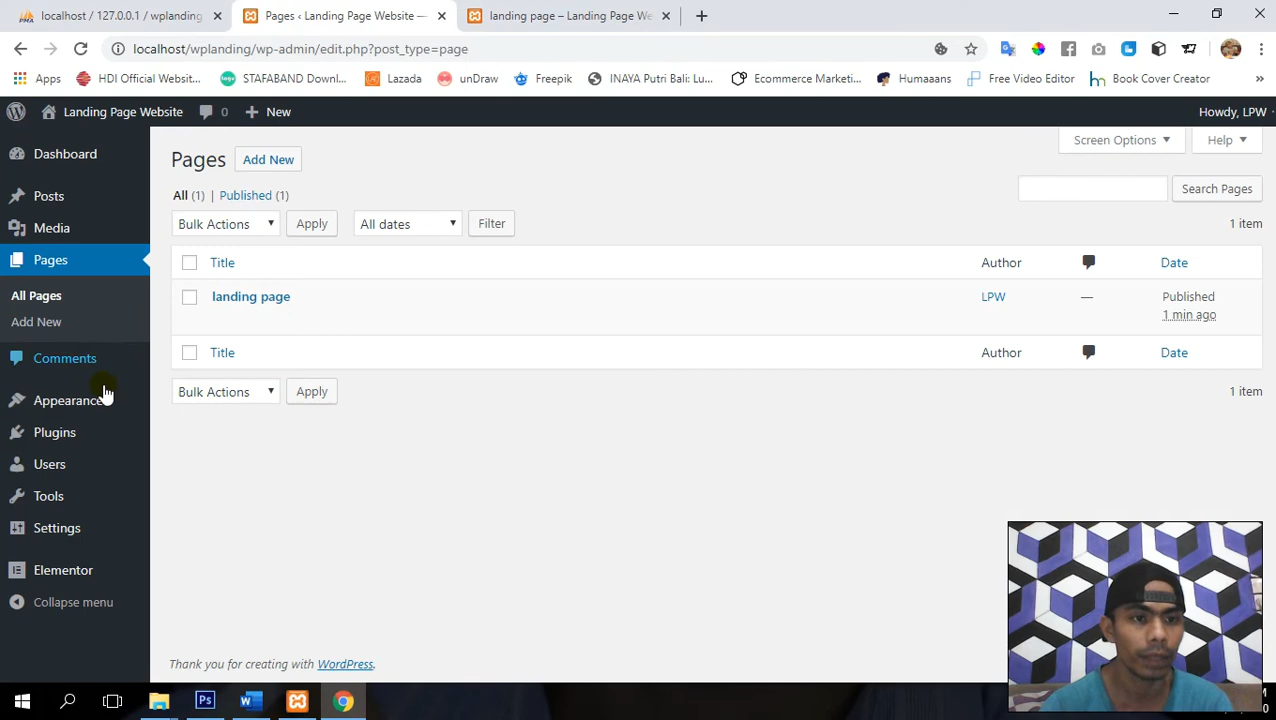 localhost / 127.0.0.1 / wplanding
Pages ‹ Landing Page Website —
landing page – Landing Page We
localhost/wplanding/wp-admin/edit.php?post_type=page
Apps
HDI Official Websit...
STAFABAND Downl...
Lazada
unDraw
Freepik
INAYA Putri Bali: Lu...
Ecommerce Marketi...
Humaaans
Free Video Editor
Book Cover Creator
»
Landing Page Website
0
New
Howdy, LPW
Dashboard
Posts
Media
Pages
All Pages
Add New
Comments
Appearance
Plugins
Users
Tools
Settings
Elementor
Collapse menu
Screen Options
Help
Pages
Add New
All (1) | Published (1)
Search Pages
Bulk Actions
Apply
All dates
Filter
1 item
Title
Author
Date
landing page
LPW
—
Published
1 min ago
Title
Author
Date
Bulk Actions
Apply
1 item
Thank you for creating with WordPress.
Ps